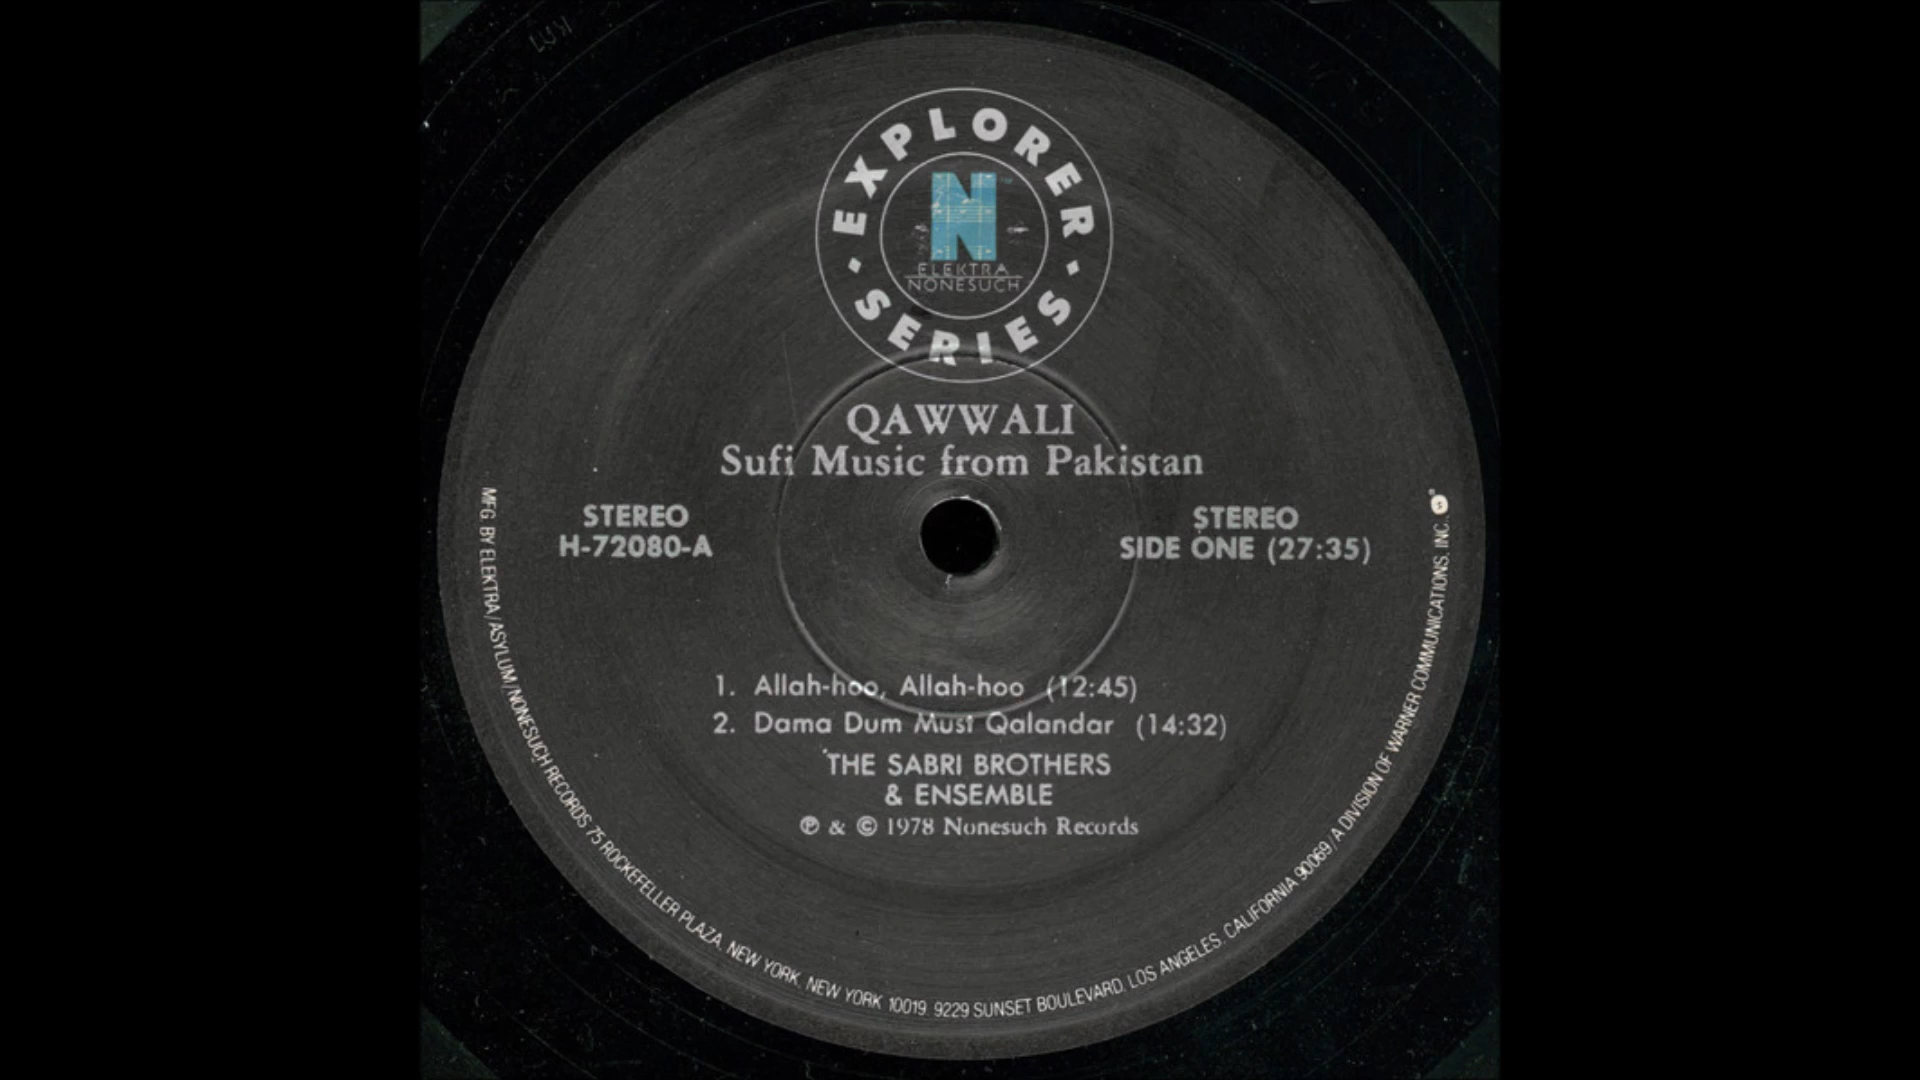 EXPLORER
N
ELEKTRA
NONESUCH
SERIES
QAWWALI
Sufi Music from Pakistan
STEREO
H-72080-A
STEREO
SIDE ONE (27:35)
1. Allah-hoo, Allah-hoo (12:45)
2. Dama Dum Must Qalandar (14:32)
THE SABRI BROTHERS
& ENSEMBLE
℗ & © 1978 Nonesuch Records
MFG. BY ELEKTRA/ASYLUM/NONESUCH RECORDS 75 ROCKEFELLER PLAZA, NEW YORK, NEW YORK 10019. 9229 SUNSET BOULEVARD, LOS ANGELES, CALIFORNIA 90069/A DIVISION OF WARNER COMMUNICATIONS, INC.